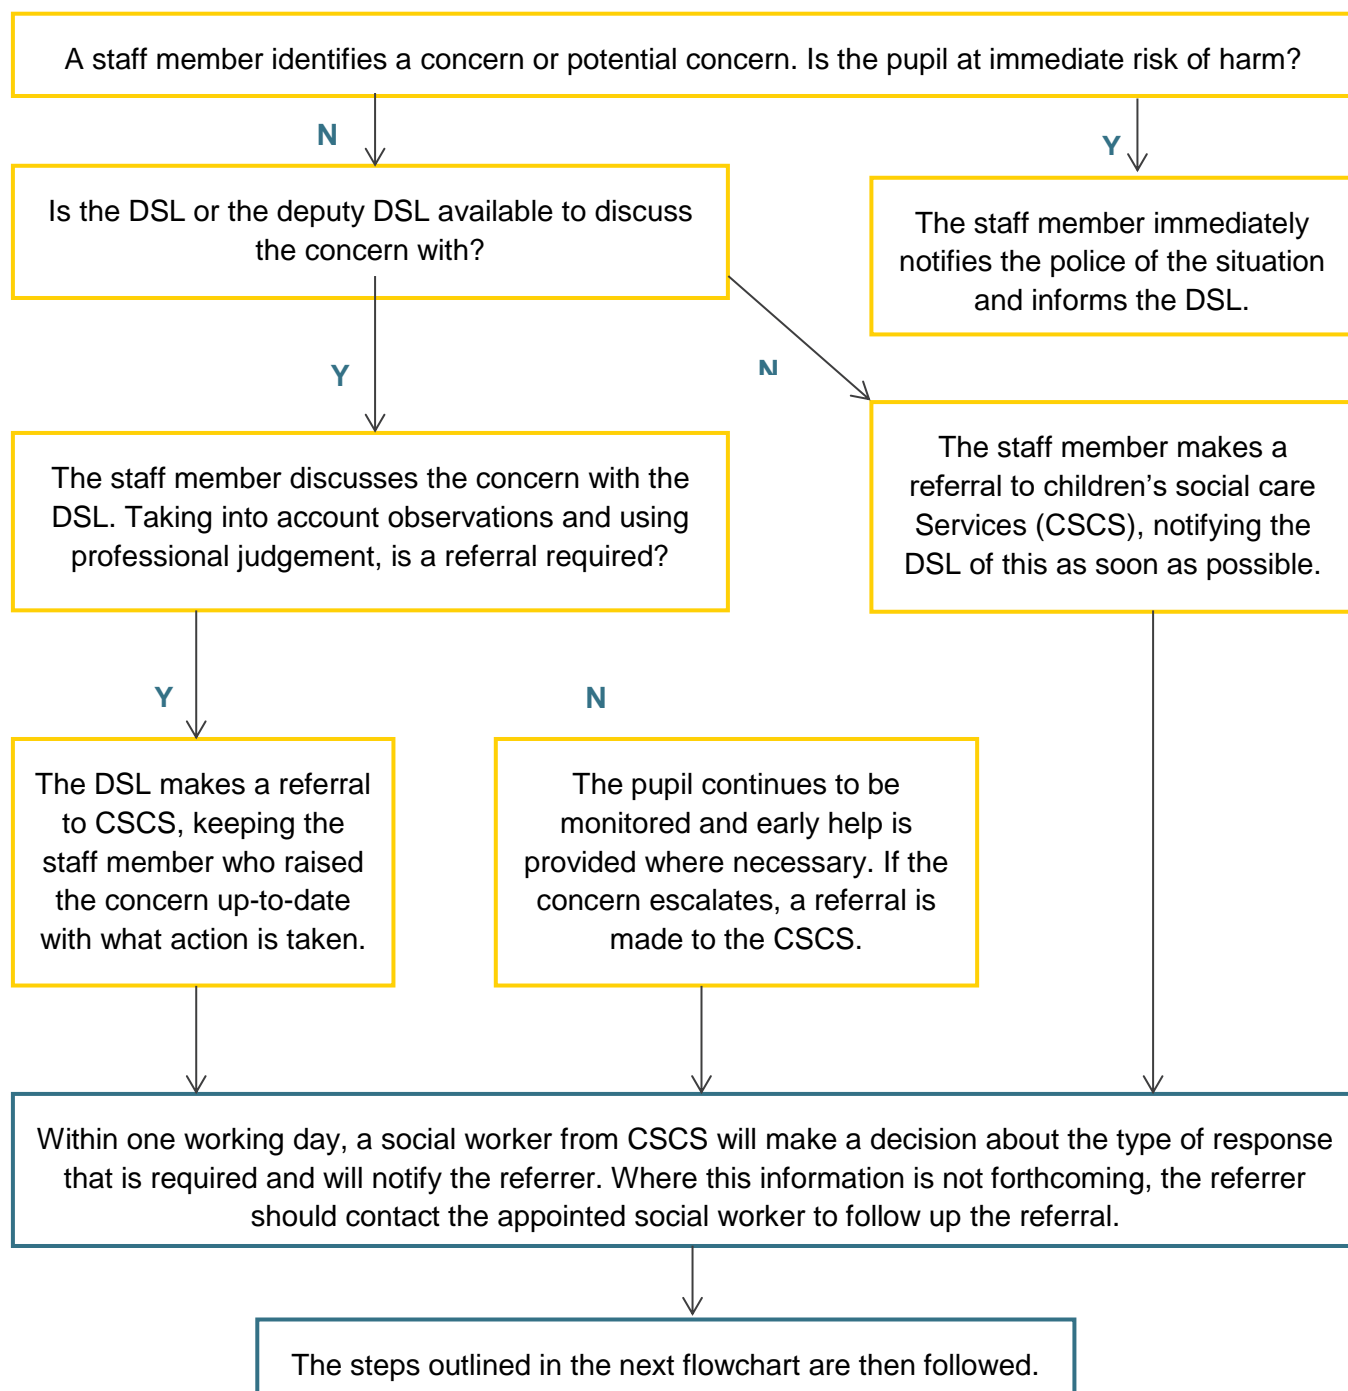 A staff member identifies a concern or potential concern. Is the pupil at immediate risk of harm?
N
Y
Is the DSL or the deputy DSL available to discuss
the concern with?
The staff member immediately
notifies the police of the situation
and informs the DSL.
Y
N
The staff member discusses the concern with the
DSL. Taking into account observations and using
professional judgement, is a referral required?
The staff member makes a
referral to children’s social care
Services (CSCS), notifying the
DSL of this as soon as possible.
Y
N
The DSL makes a referral
to CSCS, keeping the
staff member who raised
the concern up-to-date
with what action is taken.
The pupil continues to be
monitored and early help is
provided where necessary. If the
concern escalates, a referral is
made to the CSCS.
Within one working day, a social worker from CSCS will make a decision about the type of response
that is required and will notify the referrer. Where this information is not forthcoming, the referrer
should contact the appointed social worker to follow up the referral.
The steps outlined in the next flowchart are then followed.